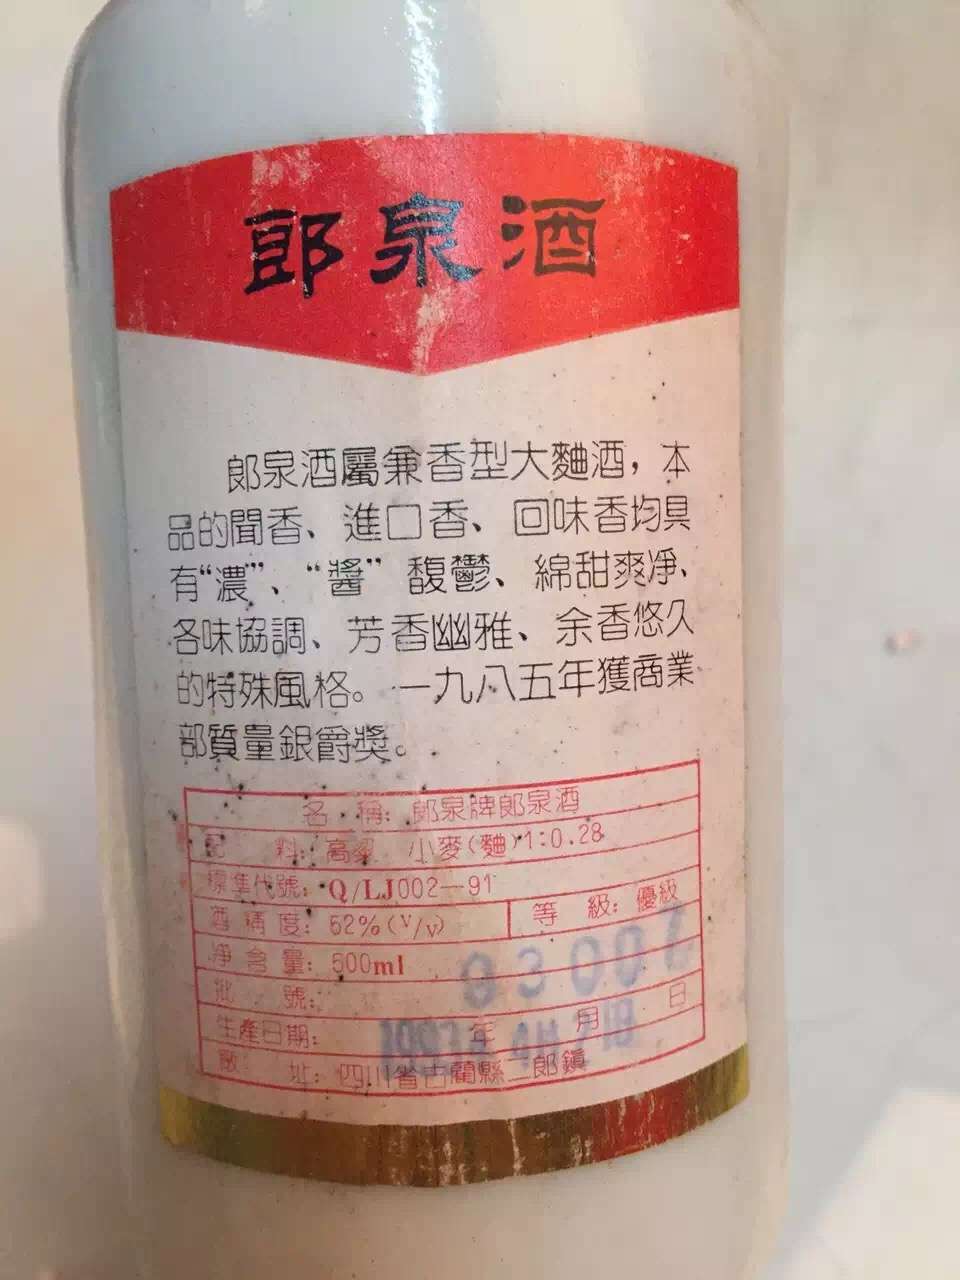 郎泉酒
郎泉酒屬兼香型大麯酒，本
品的聞香、進口香、回味香均具
有“濃”、“醬”馥鬱、綿甜爽净、
各味協調、芳香幽雅、余香悠久
的特殊風格。一九八五年獲商業
部質量銀爵獎。
名 稱：郎泉牌郎泉酒
配 料：高粱 小麥(麯)1:0.28
標準代號：Q/LJ002—91
酒精度：52%(V/v) 等 級：優級
净含量：500ml
批 號：
生產日期： 年 月 日
廠 址：四川省古藺縣二郎鎮